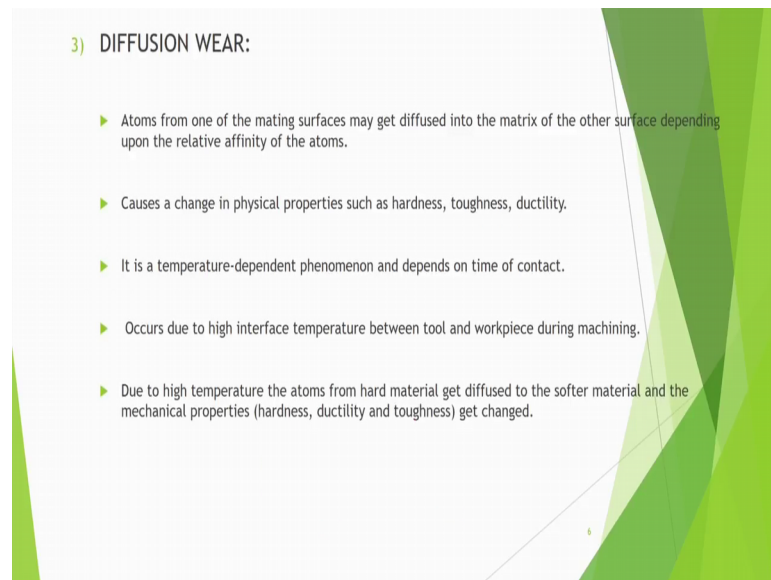 3) DIFFUSION WEAR:
Atoms from one of the mating surfaces may get diffused into the matrix of the other surface depending
upon the relative affinity of the atoms.
Causes a change in physical properties such as hardness, toughness, ductility.
It is a temperature-dependent phenomenon and depends on time of contact.
Occurs due to high interface temperature between tool and workpiece during machining.
Due to high temperature the atoms from hard material get diffused to the softer material and the
mechanical properties (hardness, ductility and toughness) get changed.
6